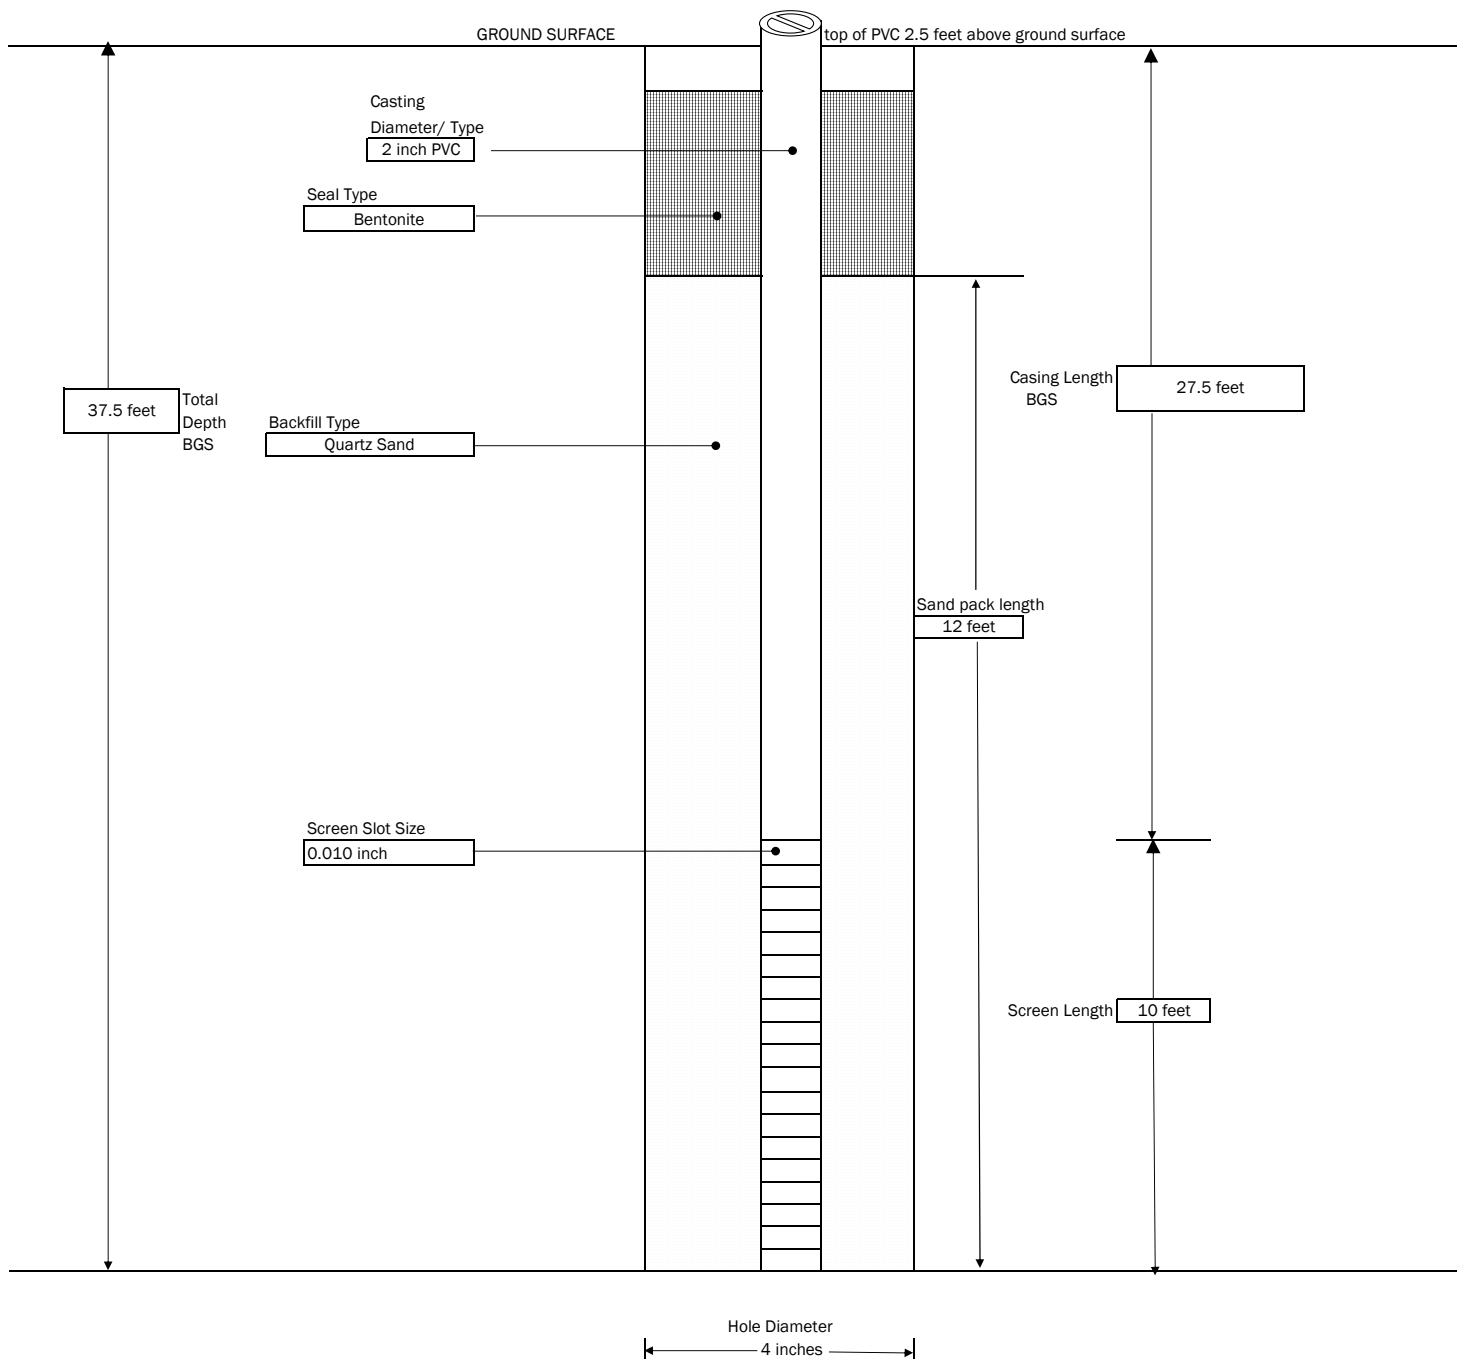 GROUND SURFACE
top of PVC 2.5 feet above ground surface
Casting
Diameter/ Type
2 inch PVC
Seal Type
Bentonite
Casing Length
BGS
27.5 feet
37.5 feet
Total
Depth
BGS
Backfill Type
Quartz Sand
Sand pack length
12 feet
Screen Slot Size
0.010 inch
Screen Length
10 feet
Hole Diameter
4 inches